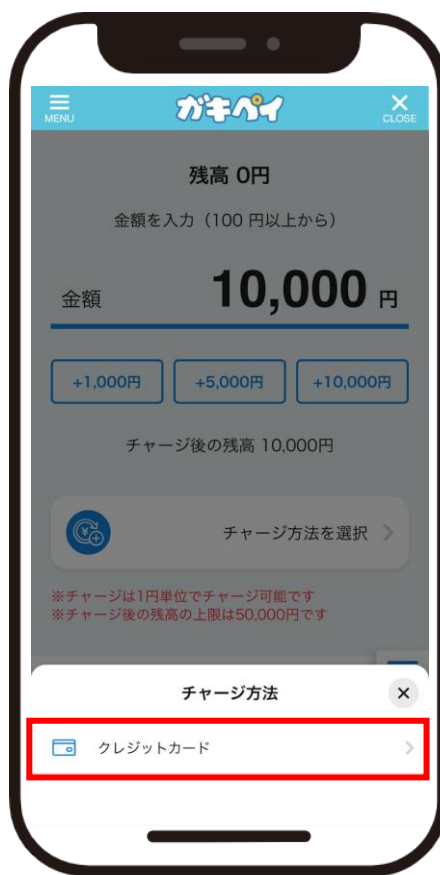 MENU
ガキペイ
CLOSE
残高 0円
金額を入力（100 円以上から）
金額 10,000 円
+1,000円 +5,000円 +10,000円
チャージ後の残高 10,000円
チャージ方法を選択
※チャージは1円単位でチャージ可能です
※チャージ後の残高の上限は50,000円です
チャージ方法
クレジットカード